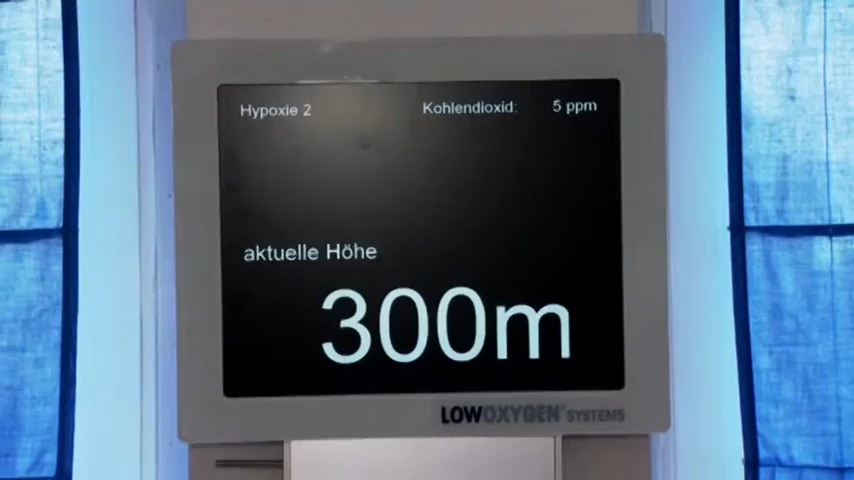 Hypoxie 2 Kohlendioxid: 5 ppm
aktuelle Höhe
300m
LOWOXYGEN® SYSTEMS